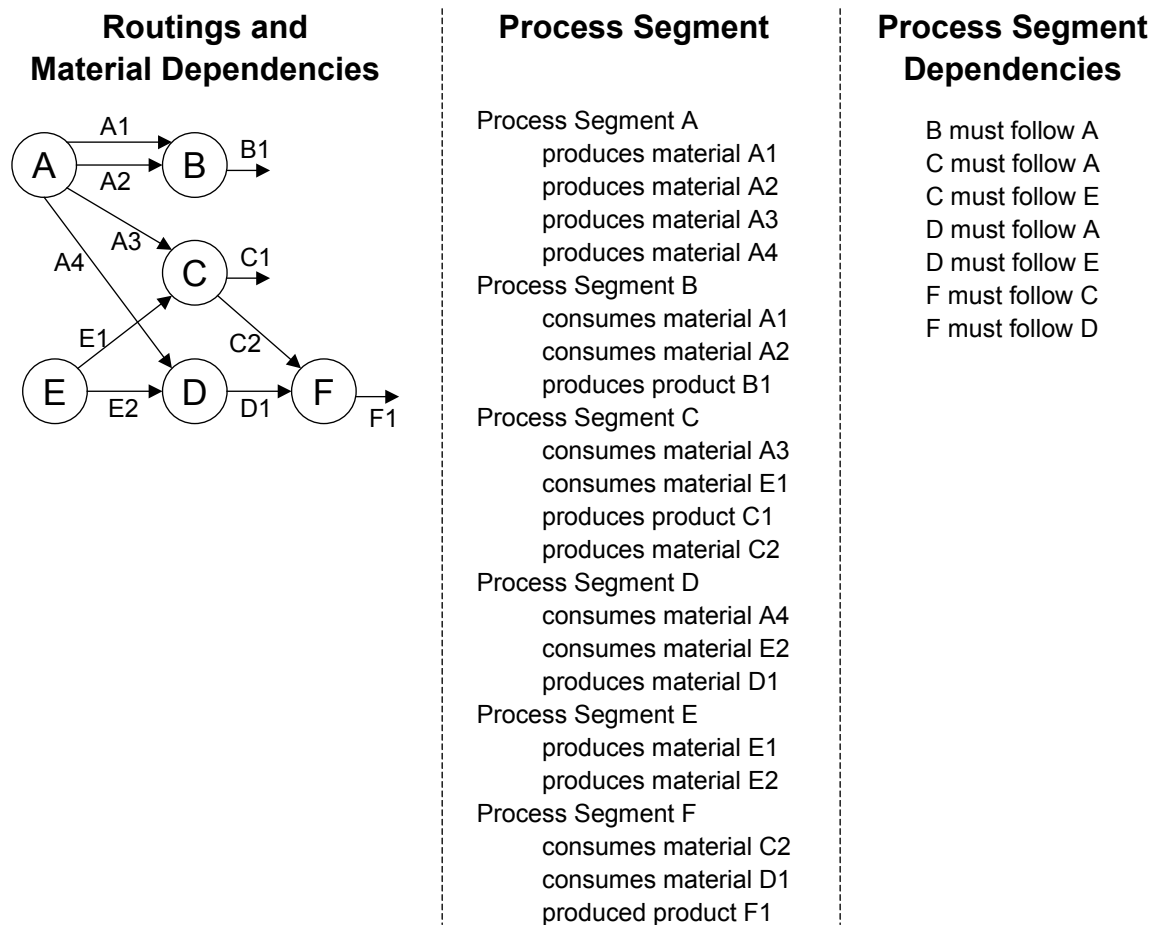 Routings and
Material Dependencies
A1
A
B
B1
A2
A3
A4
C
C1
E1
C2
E
D
F
E2
D1
F1
Process Segment
Process Segment A
produces material A1
produces material A2
produces material A3
produces material A4
Process Segment B
consumes material A1
consumes material A2
produces product B1
Process Segment C
consumes material A3
consumes material E1
produces product C1
produces material C2
Process Segment D
consumes material A4
consumes material E2
produces material D1
Process Segment E
produces material E1
produces material E2
Process Segment F
consumes material C2
consumes material D1
produced product F1
Process Segment
Dependencies
B must follow A
C must follow A
C must follow E
D must follow A
D must follow E
F must follow C
F must follow D